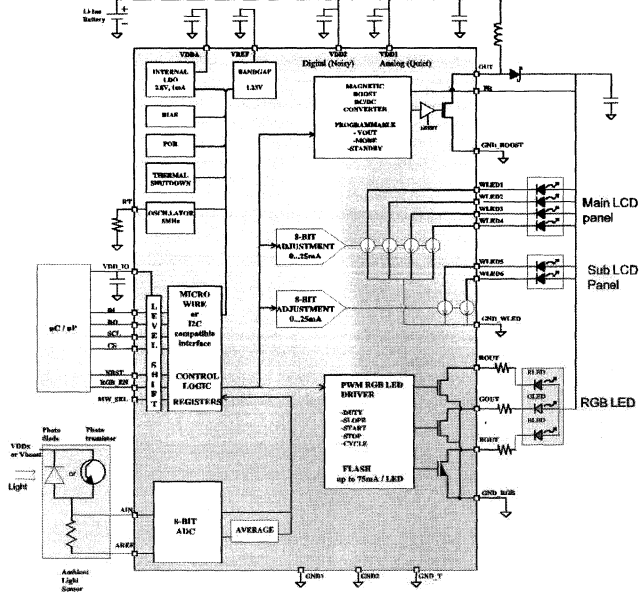 Li-Ion
Battery
VDDA
VREF
VDD2
VDD1
Digital (Noisy)
Analog (Quiet)
INTERNAL
LDO
2.8V, 1mA
BANDGAP
1.23V
BIAS
POR
THERMAL
SHUTDOWN
OSCILLATOR
MAGNETIC
BOOST
DC/DC
CONVERTER
PROGRAMMABLE
- VOUT
-MODE
-STANDBY
OUT
FB
GND_BOOST
RT
WLED1
WLED2
WLED3
WLED4
Main LCD
panel
8-BIT
ADJUSTMENT
0...25mA
WLED5
WLED6
Sub LCD
Panel
8-BIT
ADJUSTMENT
0...25mA
GND_WLED
VDD_IO
uC / uP
SCL
CS
NRST
RGB_EN
MW_SEL
LEVEL SHIFT
MICRO
WIRE
or
I2C
compatible
interface
CONTROL
LOGIC
REGISTERS
PWM RGB LED
DRIVER
-DUTY
-SLOPE
-START
-STOP
-CYCLE
FLASH
up to 75mA / LED
ROUT
GOUT
BOUT
RLED
GLED
BLED
RGB LED
GND_RGB
Photo
diode
Photo
transistor
VDDx
or Vboost
or
Light
AIN
AREF
8-BIT
ADC
AVERAGE
Ambient
Light
Sensor
GND1
GND2
GND_T